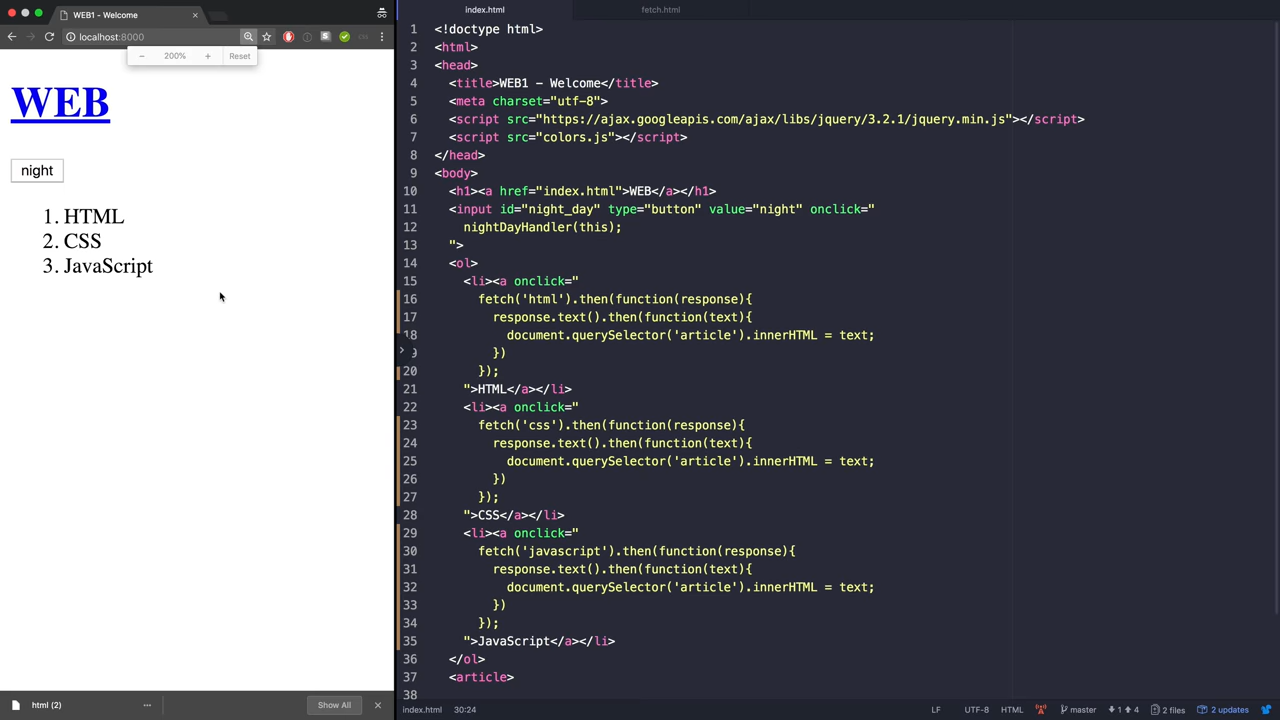 WEB1 - Welcome
localhost:8000
200%
Reset
WEB
night
1. HTML
2. CSS
3. JavaScript
html (2)
Show All
index.html
fetch.html
1 <!doctype html>
2 <html>
3 <head>
4 <title>WEB1 - Welcome</title>
5 <meta charset="utf-8">
6 <script src="https://ajax.googleapis.com/ajax/libs/jquery/3.2.1/jquery.min.js"></script>
7 <script src="colors.js"></script>
8 </head>
9 <body>
10 <h1><a href="index.html">WEB</a></h1>
11 <input id="night_day" type="button" value="night" onclick="
12 nightDayHandler(this);
13 ">
14 <ol>
15 <li><a onclick="
16 fetch('html').then(function(response){
17 response.text().then(function(text){
18 document.querySelector('article').innerHTML = text;
9 })
20 });
21 ">HTML</a></li>
22 <li><a onclick="
23 fetch('css').then(function(response){
24 response.text().then(function(text){
25 document.querySelector('article').innerHTML = text;
26 })
27 });
28 ">CSS</a></li>
29 <li><a onclick="
30 fetch('javascript').then(function(response){
31 response.text().then(function(text){
32 document.querySelector('article').innerHTML = text;
33 })
34 });
35 ">JavaScript</a></li>
36 </ol>
37 <article>
38
index.html 30:24
LF UTF-8 HTML master 1 4 2 files 2 updates